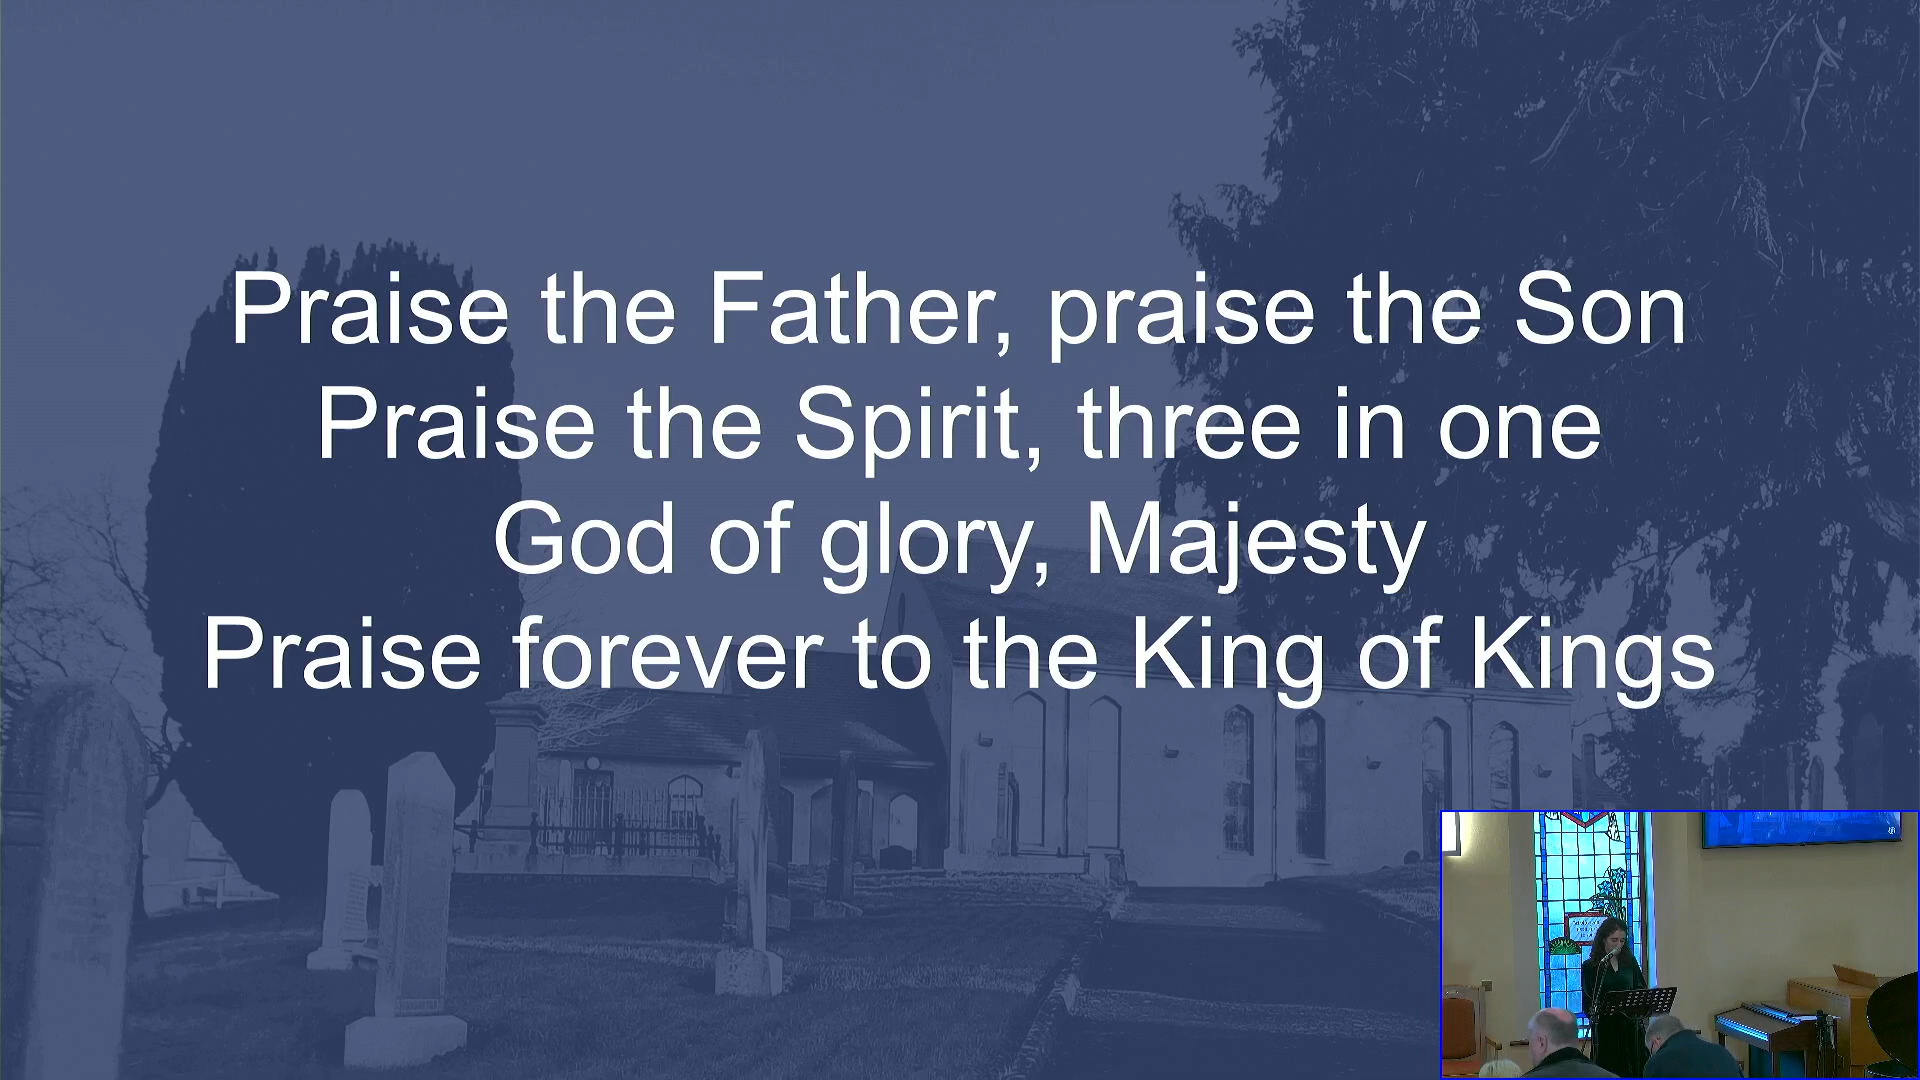 Praise the Father, praise the Son
Praise the Spirit, three in one
God of glory, Majesty
Praise forever to the King of Kings